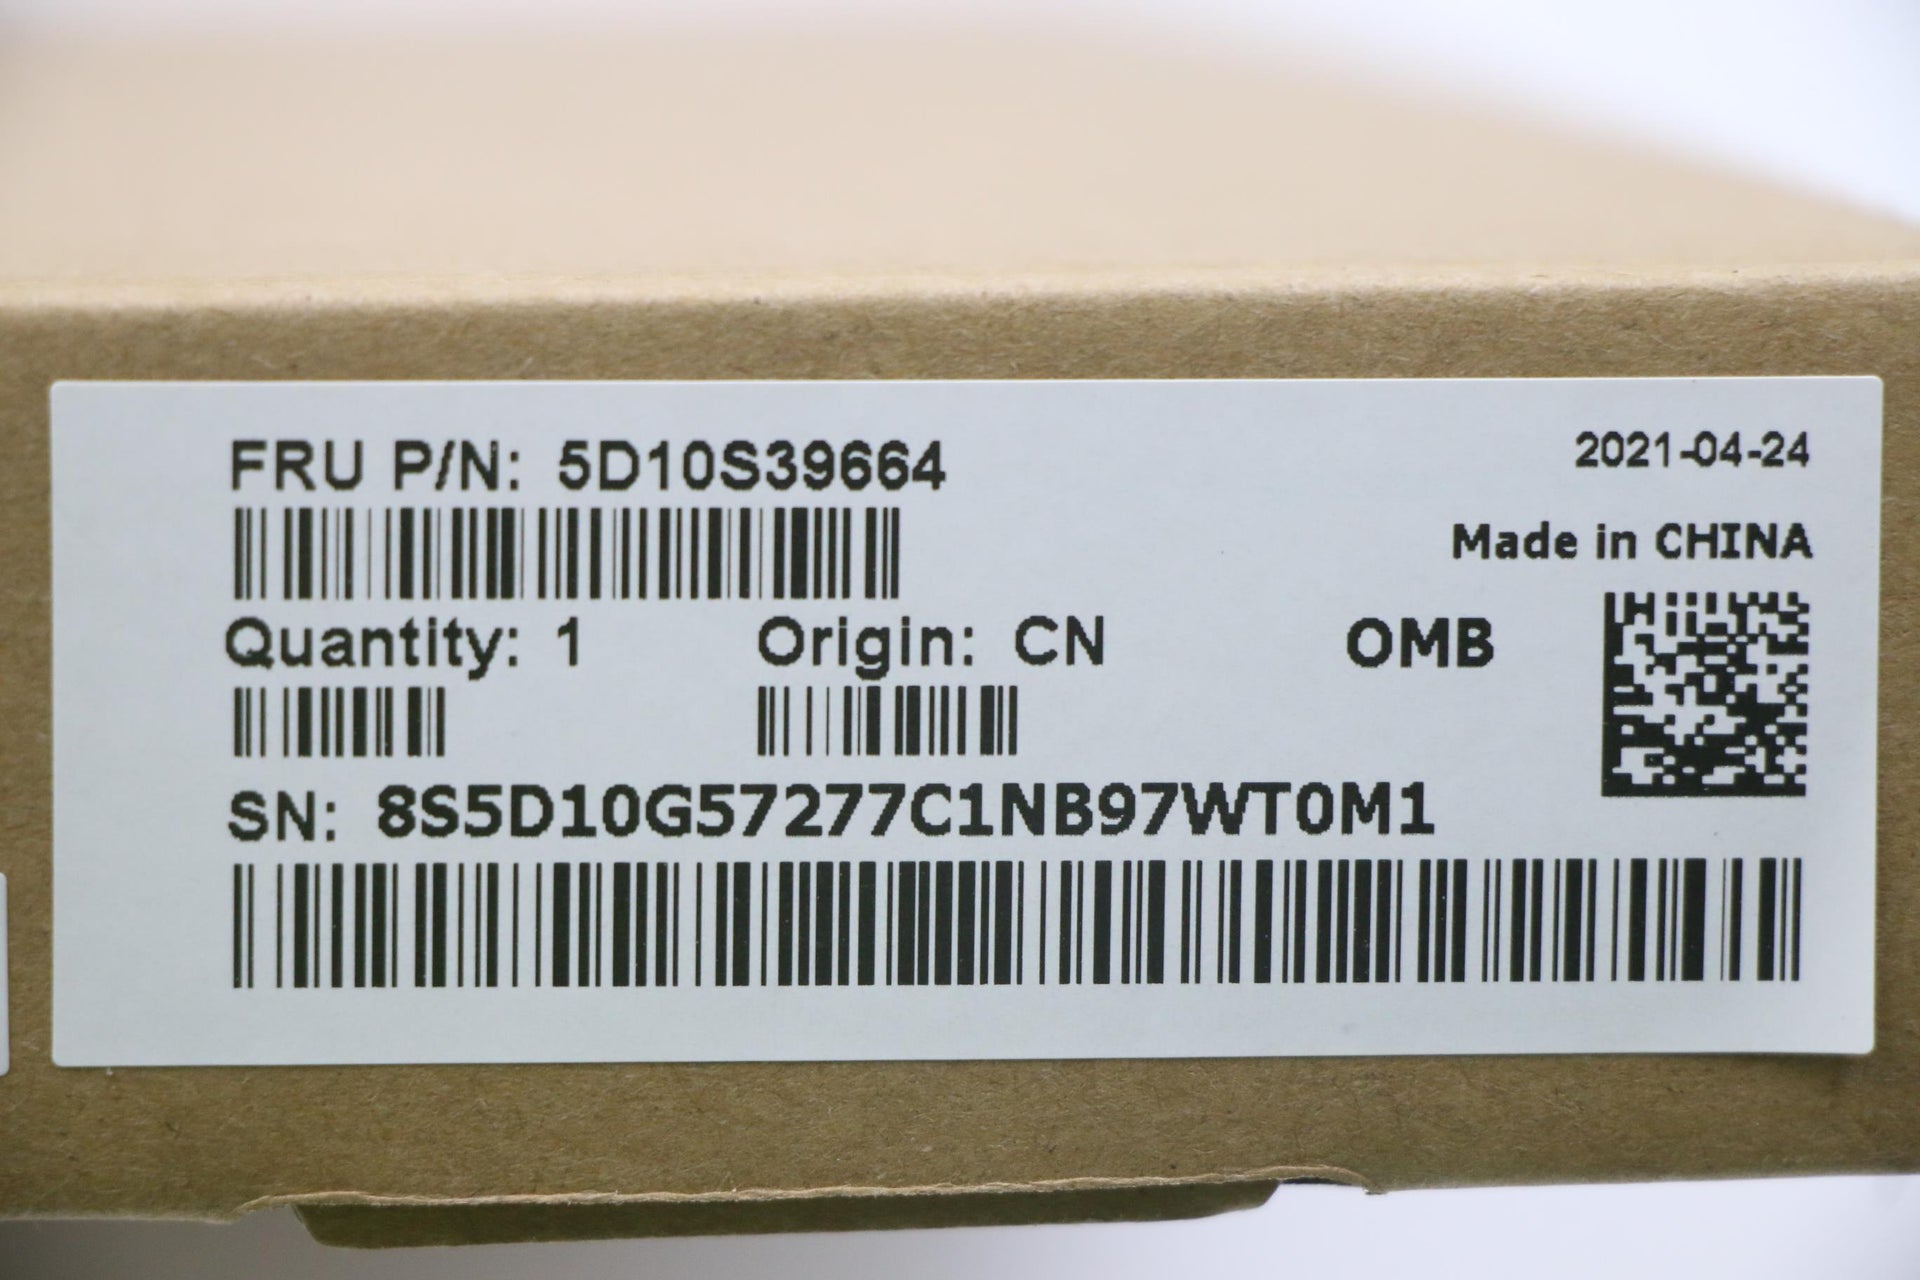 FRU P/N: 5D10S39664
2021-04-24
Made in CHINA
Quantity: 1
Origin: CN
OMB
SN: 8S5D10G57277C1NB97WT0M1